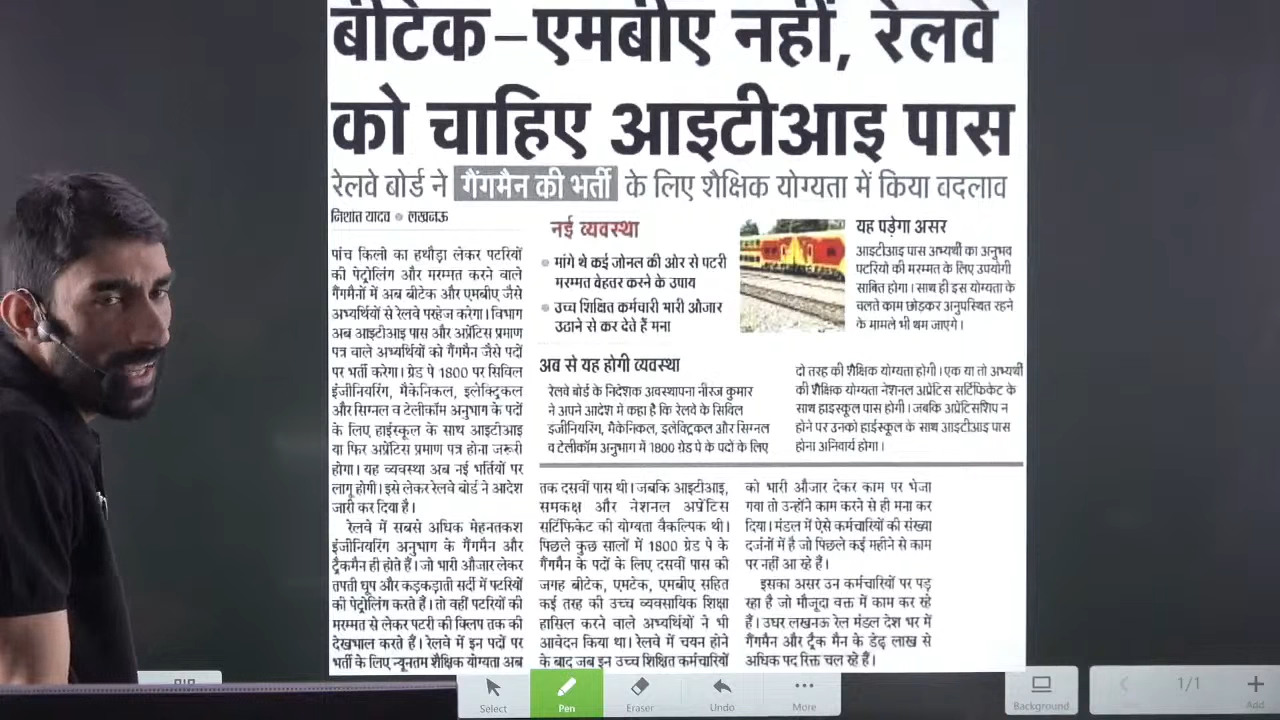 बीटेक–एमबीए नहीं, रेलवे
को चाहिए आइटीआइ पास
रेलवे बोर्ड ने गैंगमैन की भर्ती के लिए शैक्षिक योग्यता में किया बदलाव
निशांत यादव ● लखनऊ
पांच किलो का हथौड़ा लेकर पटरियों
की पेट्रोलिंग और मरम्मत करने वाले
गैंगमैनों में अब बीटेक और एमबीए जैसे
अभ्यर्थियों से रेलवे परहेज करेगा। विभाग
अब आइटीआइ पास और अप्रेंटिस प्रमाण
पत्र वाले अभ्यर्थियों को गैंगमैन जैसे पदों
पर भर्ती करेगा। ग्रेड पे 1800 पर सिविल
इंजीनियरिंग, मैकेनिकल, इलेक्ट्रिकल
और सिग्नल व टेलीकॉम अनुभाग के पदों
के लिए हाईस्कूल के साथ आइटीआइ
या फिर अप्रेंटिस प्रमाण पत्र होना जरूरी
होगा। यह व्यवस्था अब नई भर्तियों पर
लागू होगी। इसे लेकर रेलवे बोर्ड ने आदेश
जारी कर दिया है।
रेलवे में सबसे अधिक मेहनतकश
इंजीनियरिंग अनुभाग के गैंगमैन और
ट्रैकमैन ही होते हैं। जो भारी औजार लेकर
तपती धूप और कड़कड़ाती सर्दी में पटरियों
की पेट्रोलिंग करते हैं। तो वहीं पटरियों की
मरम्मत से लेकर पटरी की क्लिप तक की
देखभाल करते हैं। रेलवे में इन पदों पर
भर्ती के लिए न्यूनतम शैक्षिक योग्यता अब
नई व्यवस्था
● मांगे थे कई जोनल की ओर से पटरी
मरम्मत बेहतर करने के उपाय
● उच्च शिक्षित कर्मचारी भारी औजार
उठाने से कर देते हैं मना
यह पड़ेगा असर
आइटीआइ पास अभ्यर्थी का अनुभव
पटरियों की मरम्मत के लिए उपयोगी
साबित होगा। साथ ही इस योग्यता के
चलते काम छोड़कर अनुपस्थित रहने
के मामले भी थम जाएंगे।
अब से यह होगी व्यवस्था
रेलवे बोर्ड के निदेशक अवस्थापना नीरज कुमार
ने अपने आदेश में कहा है कि रेलवे के सिविल
इंजीनियरिंग, मैकेनिकल, इलेक्ट्रिकल और सिग्नल
व टेलीकॉम अनुभाग में 1800 ग्रेड पे के पदों के लिए
दो तरह की शैक्षिक योग्यता होगी। एक या तो अभ्यर्थी
की शैक्षिक योग्यता नेशनल अप्रेंटिस सर्टिफिकेट के
साथ हाइस्कूल पास होगी। जबकि अप्रेंटिसशिप न
होने पर उनको हाईस्कूल के साथ आइटीआइ पास
होना अनिवार्य होगा।
तक दसवीं पास थी। जबकि आइटीआइ,
समकक्ष और नेशनल अप्रेंटिस
सर्टिफिकेट की योग्यता वैकल्पिक थी।
पिछले कुछ सालों में 1800 ग्रेड पे के
गैंगमैन के पदों के लिए दसवीं पास की
जगह बीटेक, एमटेक, एमबीए सहित
कई तरह की उच्च व्यवसायिक शिक्षा
हासिल करने वाले अभ्यर्थियों ने भी
आवेदन किया था। रेलवे में चयन होने
के बाद जब इन उच्च शिक्षित कर्मचारियों
को भारी औजार देकर काम पर भेजा
गया तो उन्होंने काम करने से ही मना कर
दिया। मंडल में ऐसे कर्मचारियों की संख्या
दर्जनों में है जो पिछले कई महीने से काम
पर नहीं आ रहे हैं।
इसका असर उन कर्मचारियों पर पड़
रहा है जो मौजूदा वक्त में काम कर रहे
हैं। उधर लखनऊ रेल मंडल देश भर में
गैंगमैन और ट्रैक मैन के डेढ़ लाख से
अधिक पद रिक्त चल रहे हैं।
Select Pen Eraser Undo More Background 1/1 Add